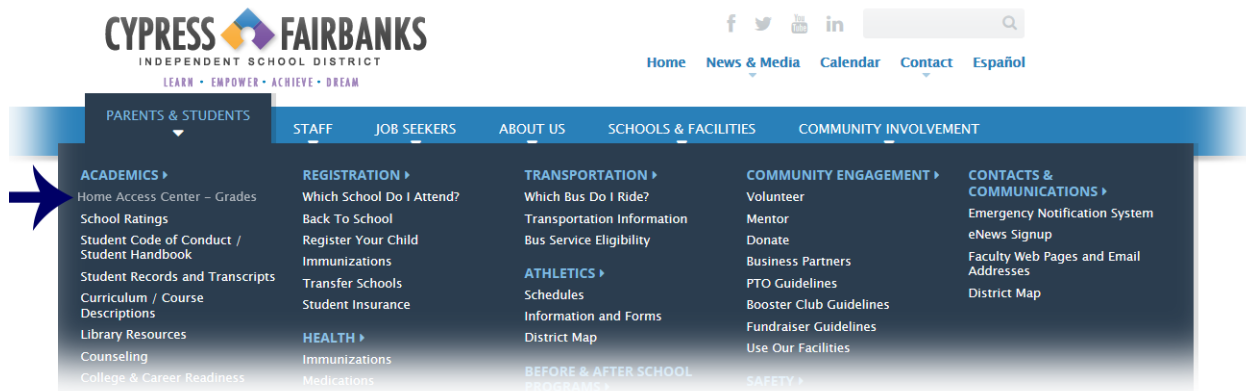 CYPRESS FAIRBANKS
INDEPENDENT SCHOOL DISTRICT
LEARN • EMPOWER • ACHIEVE • DREAM
f You Tube in
Home News & Media Calendar Contact Español
PARENTS & STUDENTS
STAFF JOB SEEKERS ABOUT US SCHOOLS & FACILITIES COMMUNITY INVOLVEMENT
ACADEMICS
Home Access Center – Grades
School Ratings
Student Code of Conduct /
Student Handbook
Student Records and Transcripts
Curriculum / Course
Descriptions
Library Resources
Counseling
College & Career Readiness
REGISTRATION
Which School Do I Attend?
Back To School
Register Your Child
Immunizations
Transfer Schools
Student Insurance
HEALTH
Immunizations
Medications
TRANSPORTATION
Which Bus Do I Ride?
Transportation Information
Bus Service Eligibility
ATHLETICS
Schedules
Information and Forms
District Map
BEFORE & AFTER SCHOOL
PROGRAMS
COMMUNITY ENGAGEMENT
Volunteer
Mentor
Donate
Business Partners
PTO Guidelines
Booster Club Guidelines
Fundraiser Guidelines
Use Our Facilities
SAFETY
CONTACTS &
COMMUNICATIONS
Emergency Notification System
eNews Signup
Faculty Web Pages and Email
Addresses
District Map